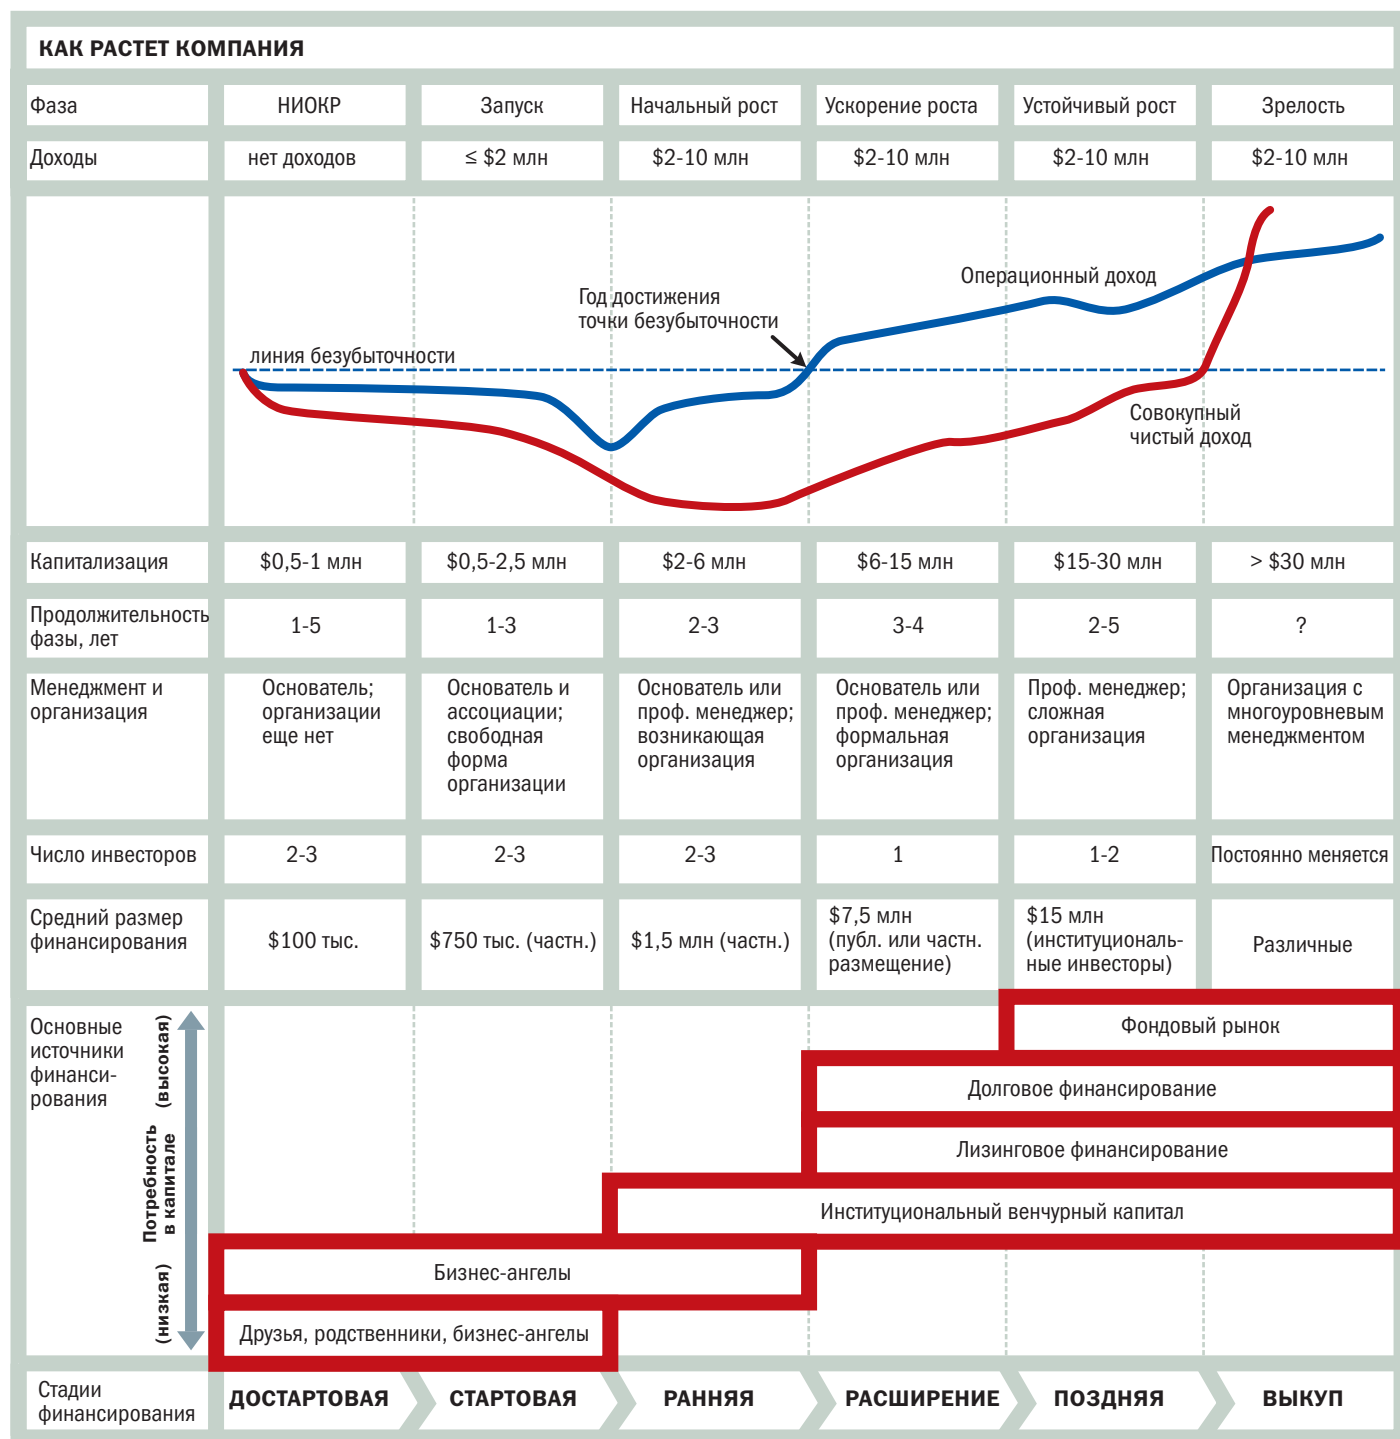 КАК РАСТЕТ КОМПАНИЯ
Фаза
НИОКР
Запуск
Начальный рост
Ускорение роста
Устойчивый рост
Зрелость
Доходы
нет доходов
≤ $2 млн
$2-10 млн
$2-10 млн
$2-10 млн
$2-10 млн
Операционный доход
Год достижения
точки безубыточности
линия безубыточности
Совокупный
чистый доход
Капитализация
$0,5-1 млн
$0,5-2,5 млн
$2-6 млн
$6-15 млн
$15-30 млн
> $30 млн
Продолжительность
фазы, лет
1-5
1-3
2-3
3-4
2-5
?
Менеджмент и
организация
Основатель;
организации
еще нет
Основатель и
ассоциации;
свободная
форма
организации
Основатель или
проф. менеджер;
возникающая
организация
Основатель или
проф. менеджер;
формальная
организация
Проф. менеджер;
сложная
организация
Организация с
многоуровневым
менеджментом
Число инвесторов
2-3
2-3
2-3
1
1-2
Постоянно меняется
Средний размер
финансирования
$100 тыс.
$750 тыс. (частн.)
$1,5 млн (частн.)
$7,5 млн
(публ. или частн.
размещение)
$15 млн
(институциональ-
ные инвесторы)
Различные
Основные
источники
финанси-
рования
(высокая)
Потребность
в капитале
(низкая)
Фондовый рынок
Долговое финансирование
Лизинговое финансирование
Институциональный венчурный капитал
Бизнес-ангелы
Друзья, родственники, бизнес-ангелы
Стадии
финансирования
ДОСТАРТОВАЯ
СТАРТОВАЯ
РАННЯЯ
РАСШИРЕНИЕ
ПОЗДНЯЯ
ВЫКУП